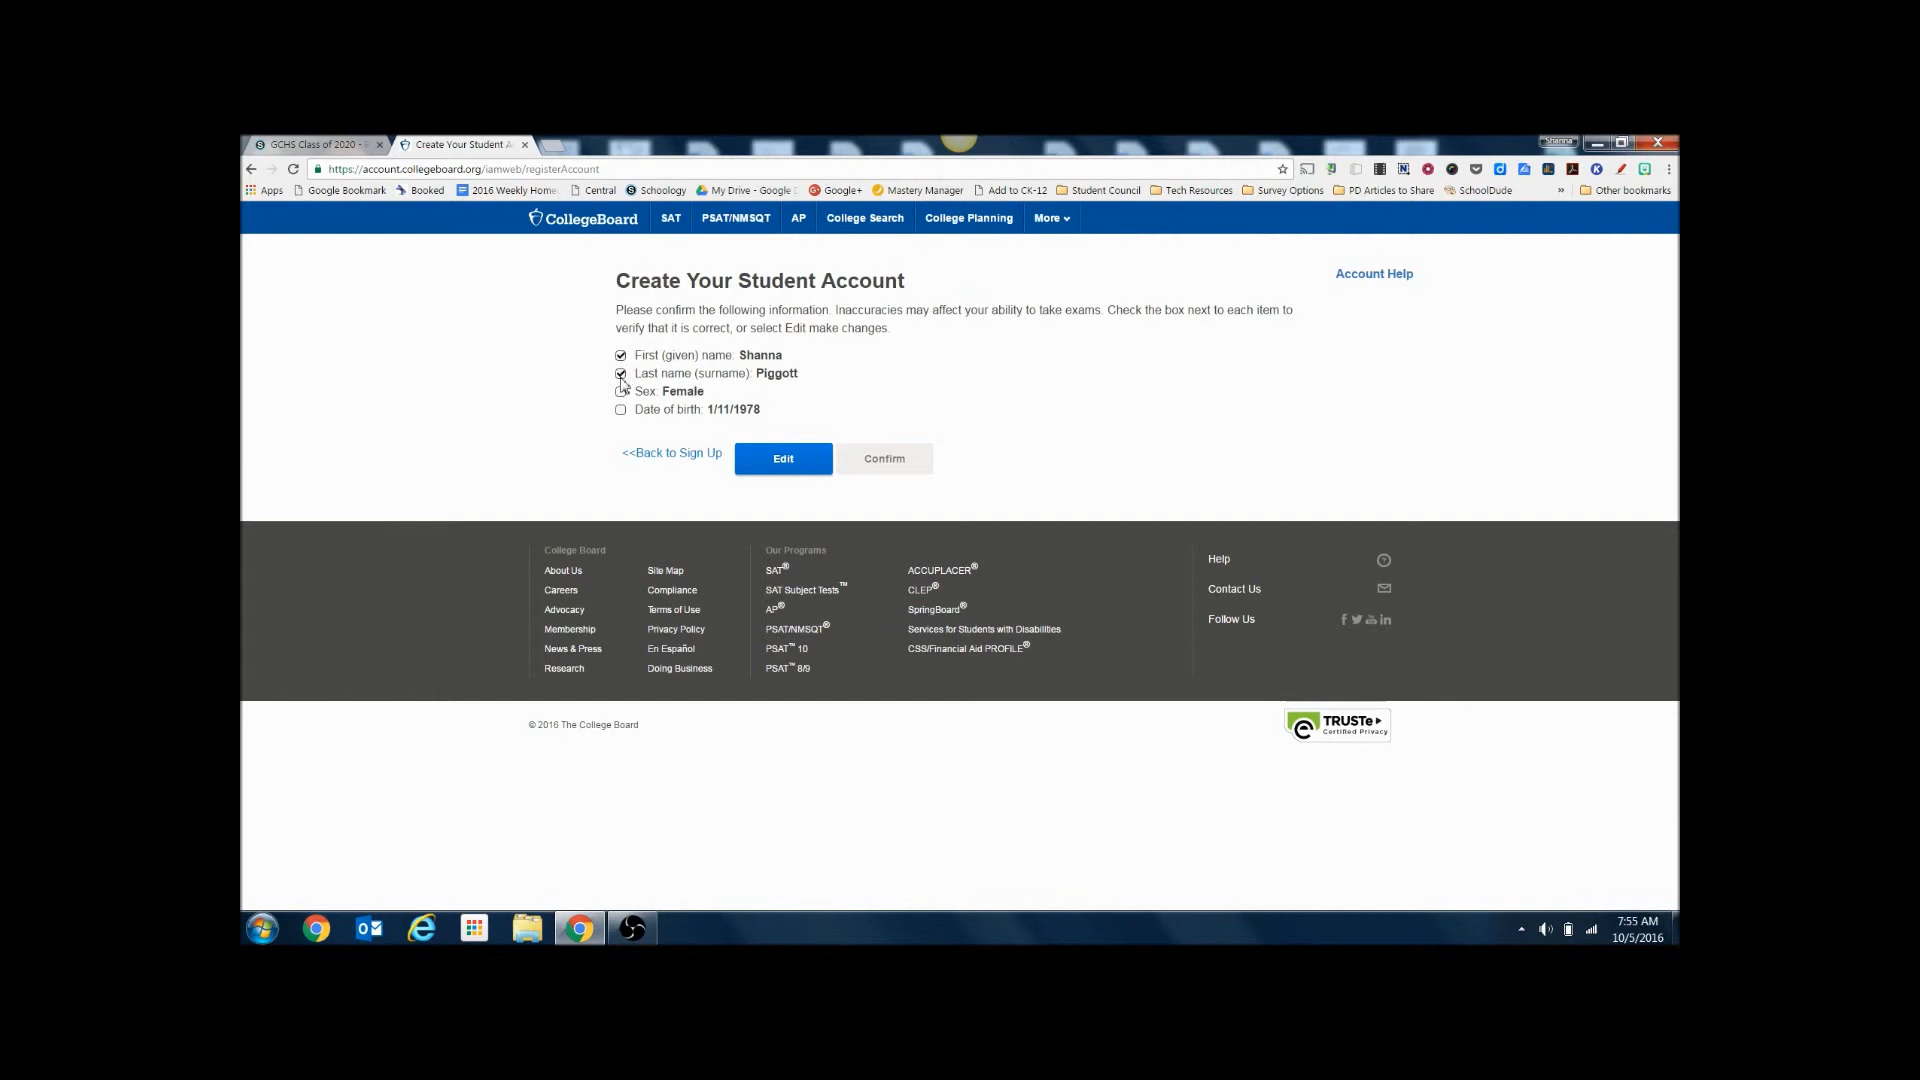 GCHS Class of 2020 -
Create Your Student A
Shanna
https://account.collegeboard.org/iamweb/registerAccount
Apps
Google Bookmark
Booked
2016 Weekly Home
Central
Schoology
My Drive - Google
Google+
Mastery Manager
Add to CK-12
Student Council
Tech Resources
Survey Options
PD Articles to Share
SchoolDude
»
Other bookmarks
CollegeBoard
SAT
PSAT/NMSQT
AP
College Search
College Planning
More
Create Your Student Account
Account Help
Please confirm the following information. Inaccuracies may affect your ability to take exams. Check the box next to each item to
verify that it is correct, or select Edit make changes.
First (given) name: Shanna
Last name (surname): Piggott
Sex: Female
Date of birth: 1/11/1978
<<Back to Sign Up
Edit
Confirm
College Board
About Us
Careers
Advocacy
Membership
News & Press
Research
Site Map
Compliance
Terms of Use
Privacy Policy
En Español
Doing Business
Our Programs
SAT®
SAT Subject Tests™
AP®
PSAT/NMSQT®
PSAT™ 10
PSAT™ 8/9
ACCUPLACER®
CLEP®
SpringBoard®
Services for Students with Disabilities
CSS/Financial Aid PROFILE®
Help
Contact Us
Follow Us
© 2016 The College Board
TRUSTe
Certified Privacy
7:55 AM
10/5/2016